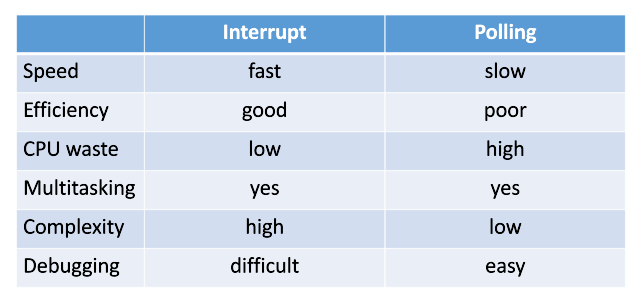 Interrupt Polling
Speed fast slow
Efficiency good poor
CPU waste low high
Multitasking yes yes
Complexity high low
Debugging difficult easy